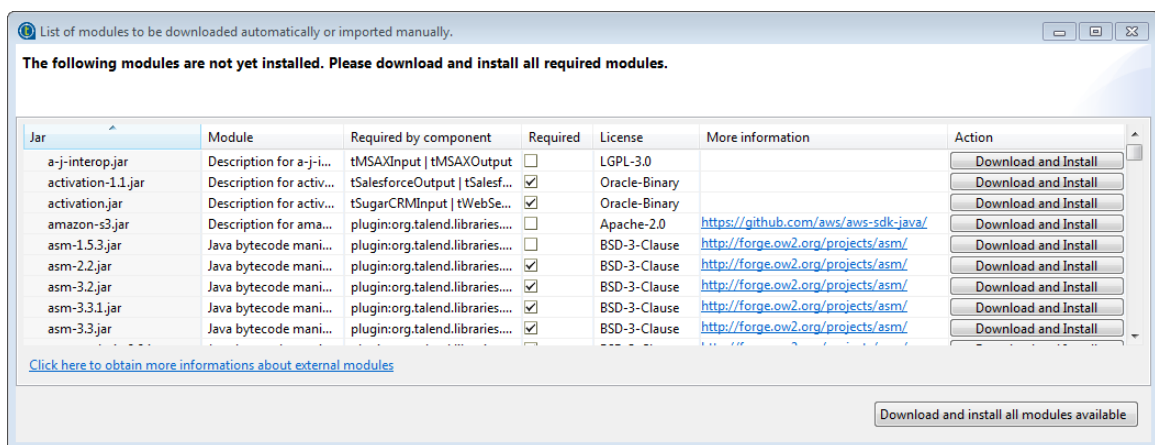 List of modules to be downloaded automatically or imported manually.
The following modules are not yet installed. Please download and install all required modules.
Jar Module Required by component Required License More information Action
a-j-interop.jar Description for a-j-i... tMSAXInput | tMSAXOutput LGPL-3.0 Download and Install
activation-1.1.jar Description for activ... tSalesforceOutput | tSalesf... Oracle-Binary Download and Install
activation.jar Description for activ... tSugarCRMInput | tWebSe... Oracle-Binary Download and Install
amazon-s3.jar Description for ama... plugin:org.talend.libraries.... Apache-2.0 https://github.com/aws/aws-sdk-java/ Download and Install
asm-1.5.3.jar Java bytecode mani... plugin:org.talend.libraries.... BSD-3-Clause http://forge.ow2.org/projects/asm/ Download and Install
asm-2.2.jar Java bytecode mani... plugin:org.talend.libraries.... BSD-3-Clause http://forge.ow2.org/projects/asm/ Download and Install
asm-3.2.jar Java bytecode mani... plugin:org.talend.libraries.... BSD-3-Clause http://forge.ow2.org/projects/asm/ Download and Install
asm-3.3.1.jar Java bytecode mani... plugin:org.talend.libraries.... BSD-3-Clause http://forge.ow2.org/projects/asm/ Download and Install
asm-3.3.jar Java bytecode mani... plugin:org.talend.libraries.... BSD-3-Clause http://forge.ow2.org/projects/asm/ Download and Install
Click here to obtain more informations about external modules
Download and install all modules available